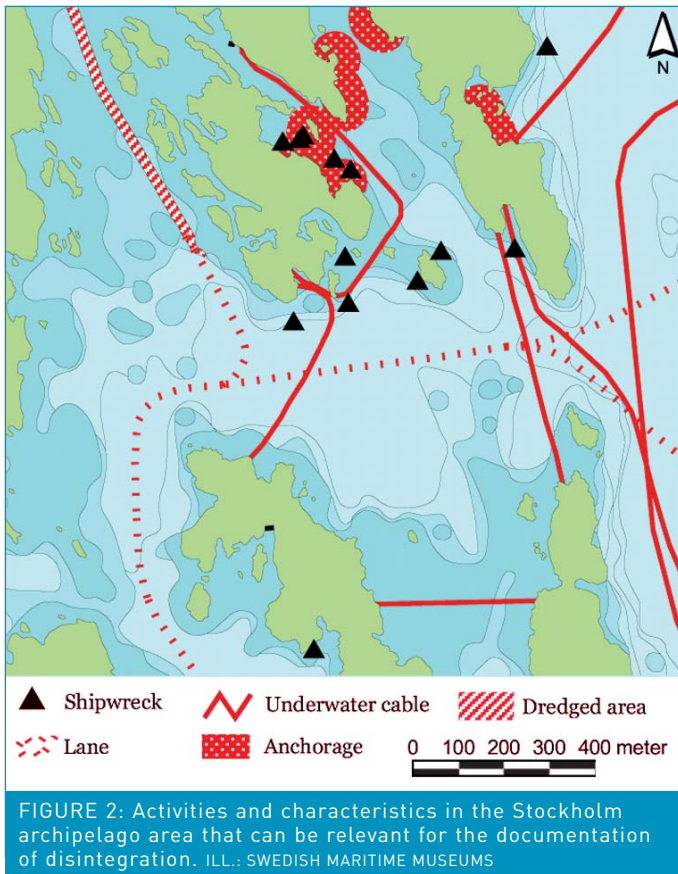 N
Shipwreck
Underwater cable
Dredged area
Lane
Anchorage
0 100 200 300 400 meter
FIGURE 2: Activities and characteristics in the Stockholm
archipelago area that can be relevant for the documentation
of disintegration. ILL.: SWEDISH MARITIME MUSEUMS